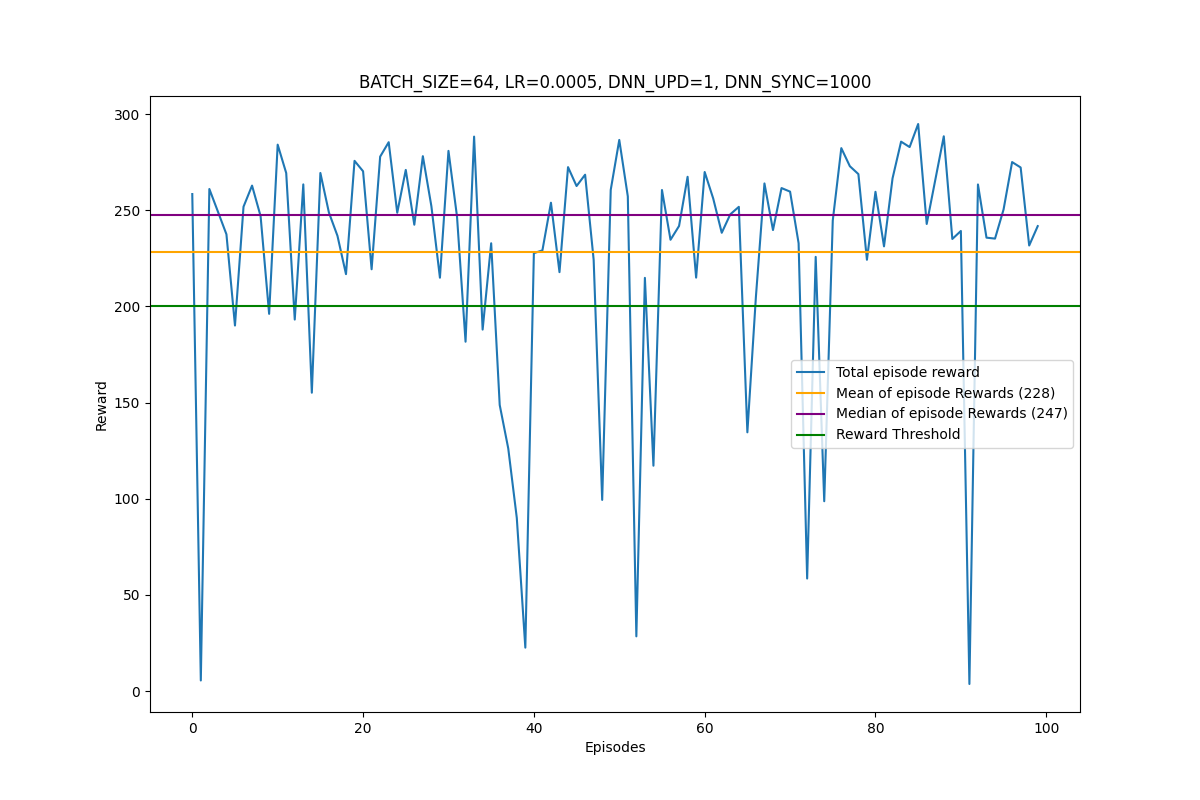 BATCH_SIZE=64, LR=0.0005, DNN_UPD=1, DNN_SYNC=1000
300
250
200
150
100
50
0
Reward
Total episode reward
Mean of episode Rewards (228)
Median of episode Rewards (247)
Reward Threshold
0 20 40 60 80 100
Episodes